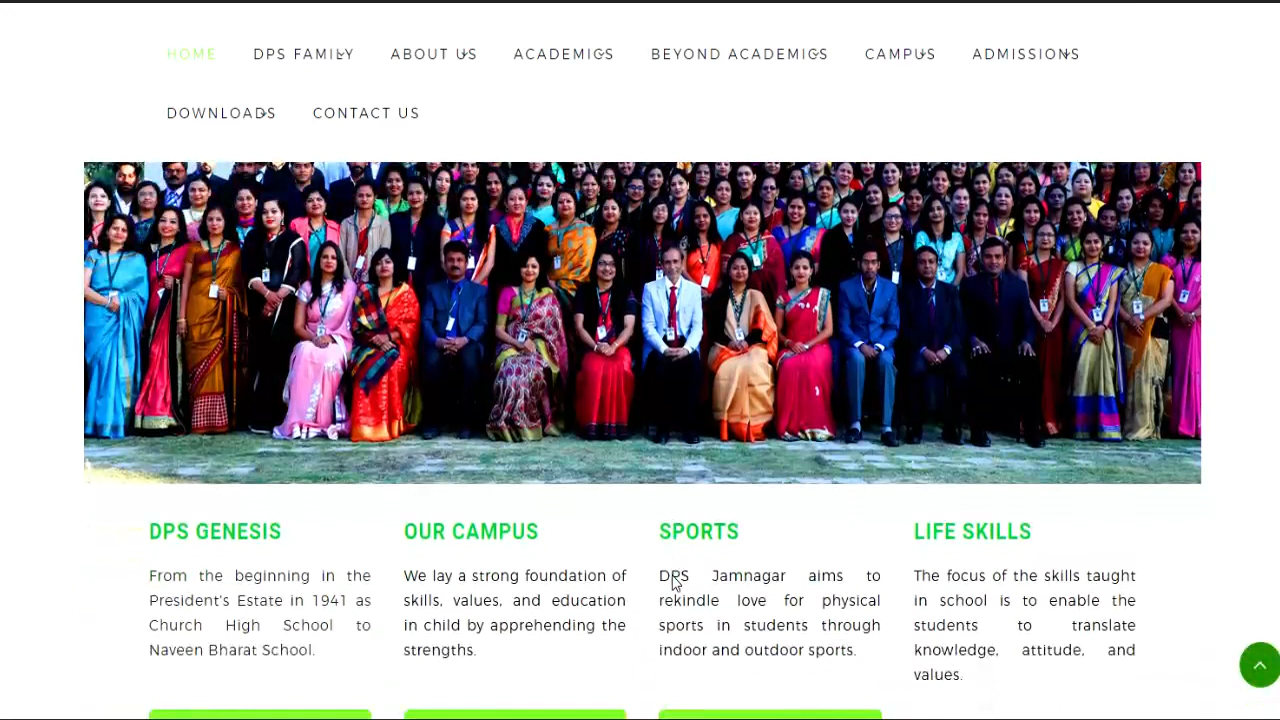 HOME DPS FAMILY ABOUT US ACADEMICS BEYOND ACADEMICS CAMPUS ADMISSIONS
DOWNLOADS CONTACT US
DPS GENESIS
From the beginning in the
President's Estate in 1941 as
Church High School to
Naveen Bharat School.
OUR CAMPUS
We lay a strong foundation of
skills, values, and education
in child by apprehending the
strengths.
SPORTS
DPS Jamnagar aims to
rekindle love for physical
sports in students through
indoor and outdoor sports.
LIFE SKILLS
The focus of the skills taught
in school is to enable the
students to translate
knowledge, attitude, and
values.